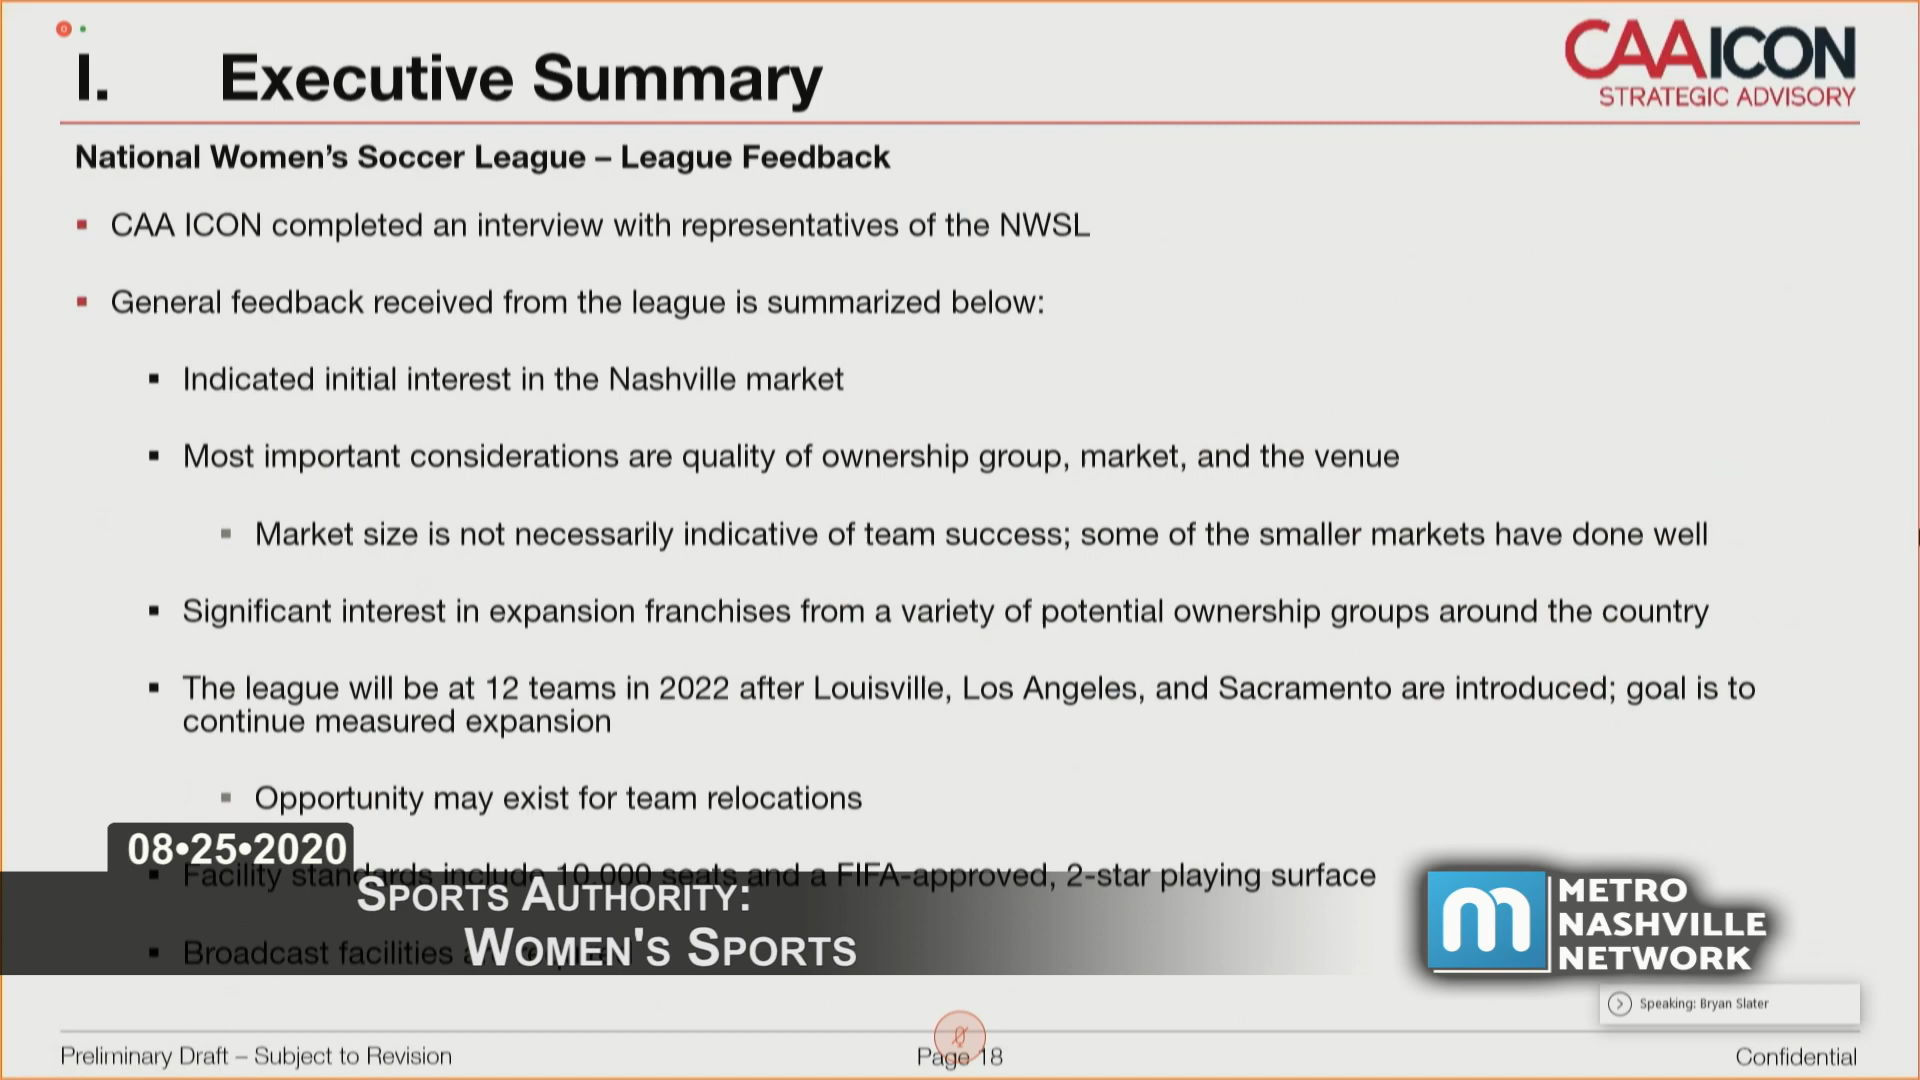 I. Executive Summary
CAAICON
STRATEGIC ADVISORY
National Women's Soccer League – League Feedback
▪ CAA ICON completed an interview with representatives of the NWSL
▪ General feedback received from the league is summarized below:
▪ Indicated initial interest in the Nashville market
▪ Most important considerations are quality of ownership group, market, and the venue
▪ Market size is not necessarily indicative of team success; some of the smaller markets have done well
▪ Significant interest in expansion franchises from a variety of potential ownership groups around the country
▪ The league will be at 12 teams in 2022 after Louisville, Los Angeles, and Sacramento are introduced; goal is to
continue measured expansion
▪ Opportunity may exist for team relocations
08•25•2020
▪ Facility standards include 10,000 seats and a FIFA-approved, 2-star playing surface
Sports Authority:
Women's Sports
▪ Broadcast facilities
m
METRO
NASHVILLE
NETWORK
Speaking: Bryan Slater
Preliminary Draft – Subject to Revision
Page 18
Confidential